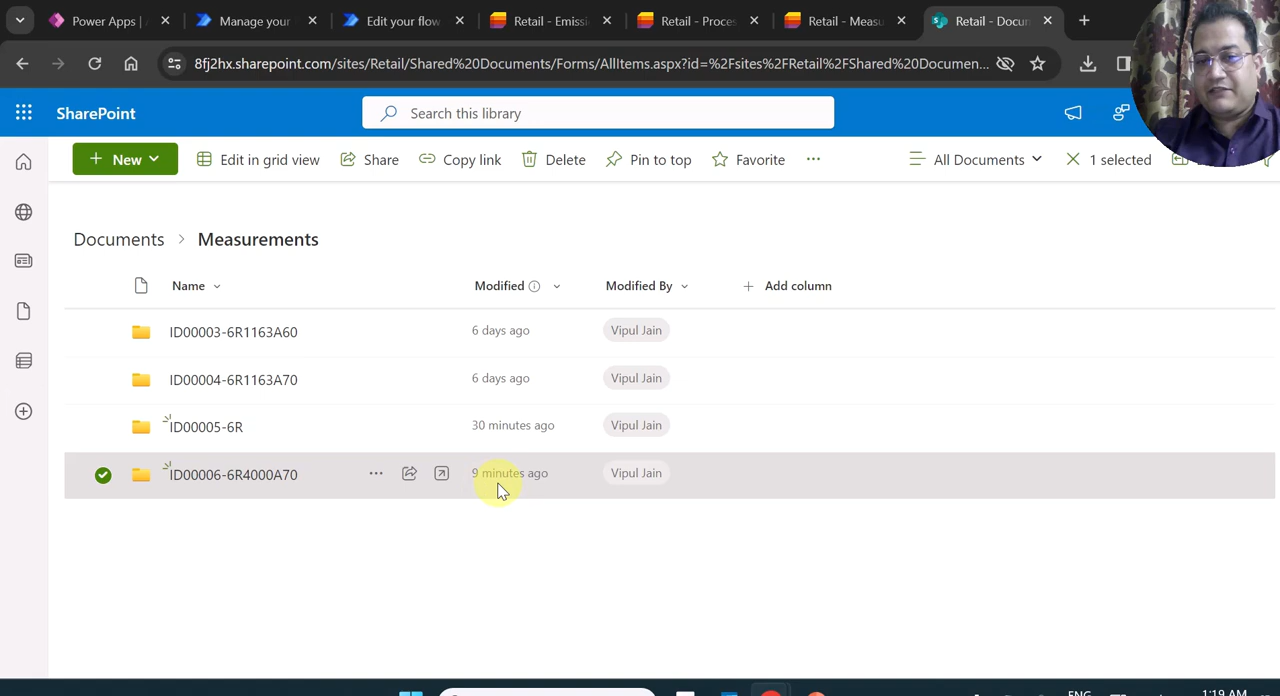 Power Apps |
Manage your
Edit your flow
Retail - Emissi
Retail - Proces
Retail - Measu
Retail - Docum
8fj2hx.sharepoint.com/sites/Retail/Shared%20Documents/Forms/AllItems.aspx?id=%2Fsites%2FRetail%2FShared%20Documen...
SharePoint
Search this library
New
Edit in grid view
Share
Copy link
Delete
Pin to top
Favorite
All Documents
1 selected
Documents > Measurements
Name
Modified
Modified By
Add column
ID00003-6R1163A60
6 days ago
Vipul Jain
ID00004-6R1163A70
6 days ago
Vipul Jain
ID00005-6R
30 minutes ago
Vipul Jain
ID00006-6R4000A70
9 minutes ago
Vipul Jain
ENG
1:19 AM